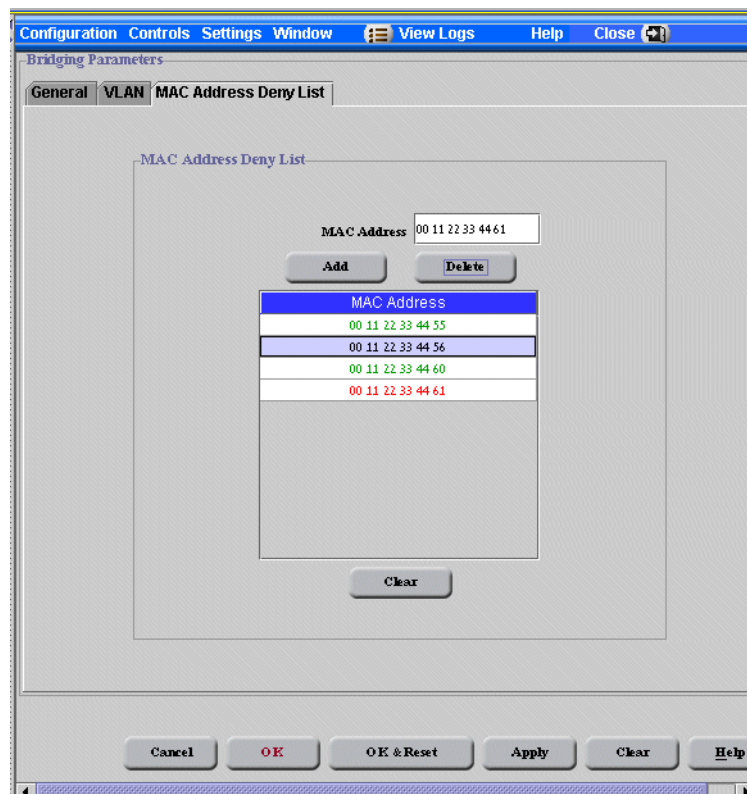 Configuration Controls Settings Window View Logs Help Close
Bridging Parameters
General VLAN MAC Address Deny List
MAC Address Deny List
MAC Address 00 11 22 33 44 61
Add Delete
MAC Address
00 11 22 33 44 55
00 11 22 33 44 56
00 11 22 33 44 60
00 11 22 33 44 61
Clear
Cancel OK OK & Reset Apply Clear Help